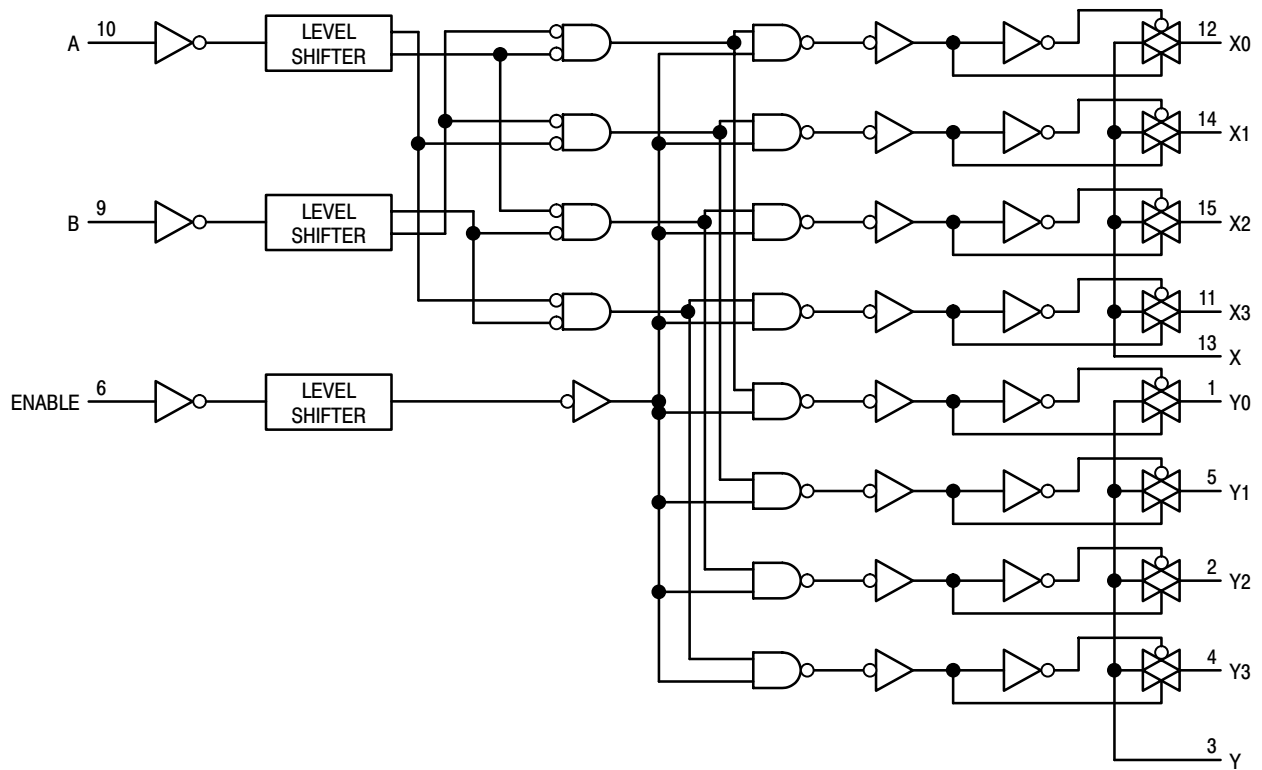 A 10 LEVEL SHIFTER 12 X0
14 X1
B 9 LEVEL SHIFTER 15 X2
11 X3
13 X
ENABLE 6 LEVEL SHIFTER 1 Y0
5 Y1
2 Y2
4 Y3
3 Y